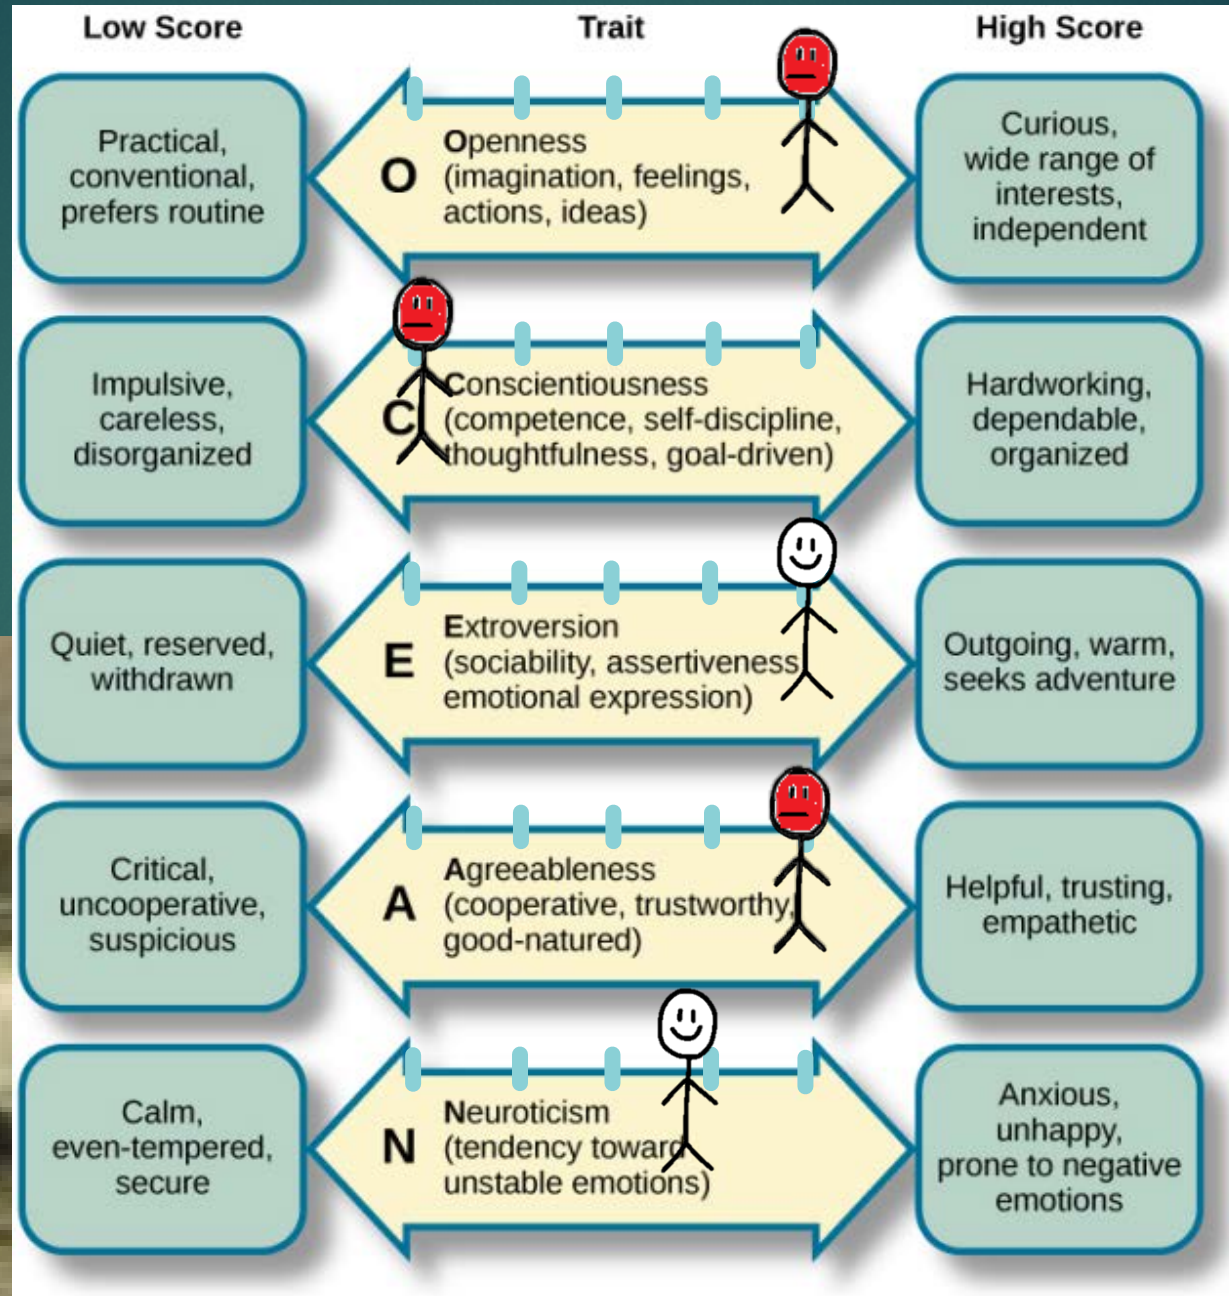 Low Score
Trait
High Score
Practical,
conventional,
prefers routine
O
Openness
(imagination, feelings,
actions, ideas)
Curious,
wide range of
interests,
independent
Impulsive,
careless,
disorganized
C
Conscientiousness
(competence, self-discipline,
thoughtfulness, goal-driven)
Hardworking,
dependable,
organized
Quiet, reserved,
withdrawn
E
Extroversion
(sociability, assertiveness
emotional expression)
Outgoing, warm,
seeks adventure
Critical,
uncooperative,
suspicious
A
Agreeableness
(cooperative, trustworthy,
good-natured)
Helpful, trusting,
empathetic
Calm,
even-tempered,
secure
N
Neuroticism
(tendency toward
unstable emotions)
Anxious,
unhappy,
prone to negative
emotions